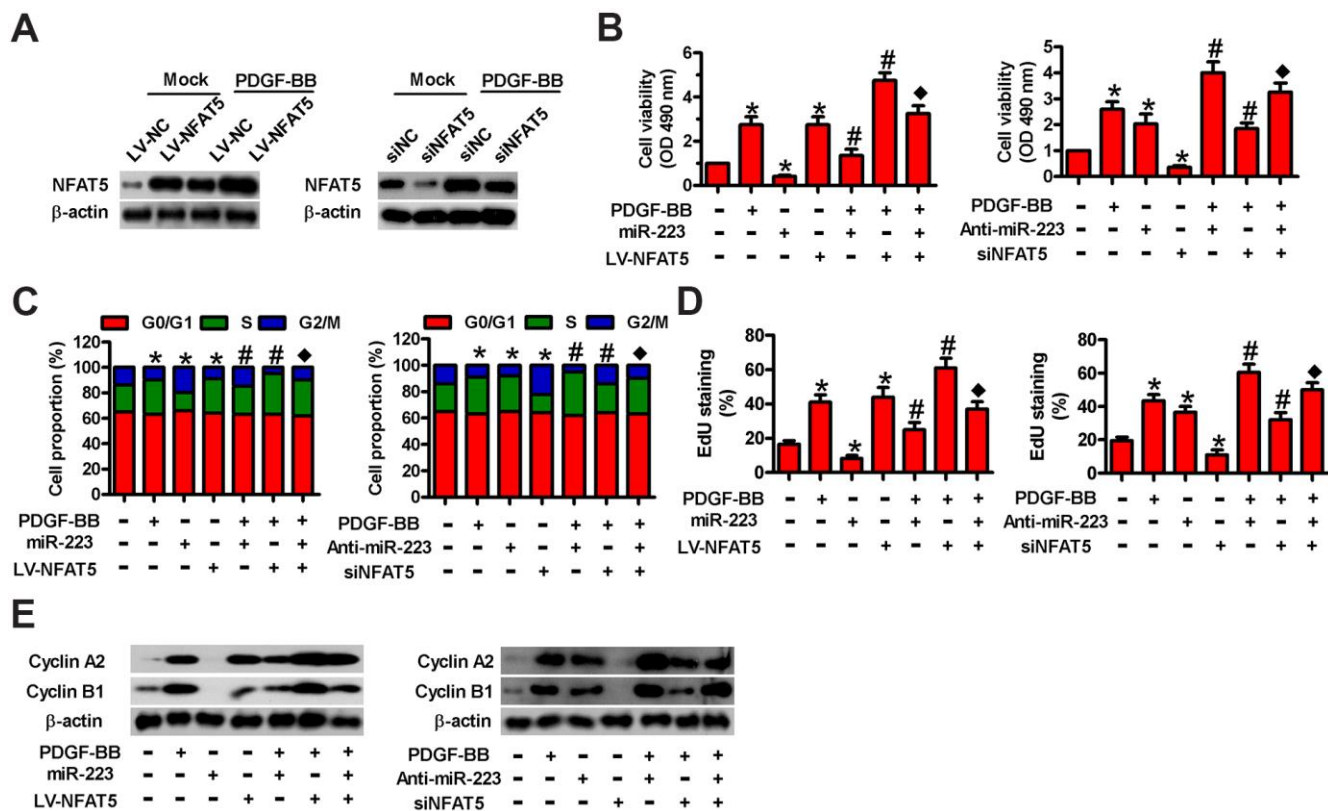 A
Mock PDGF-BB
LV-NC LV-NFAT5 LV-NC LV-NFAT5
NFAT5
β-actin
Mock PDGF-BB
siNC siNFAT5 siNC siNFAT5
NFAT5
β-actin
B
Cell viability
(OD 490 nm)
6
4
2
0
* * * # # ◆
PDGF-BB - + - - + + +
miR-223 - - + - + - +
LV-NFAT5 - - - + - + +
Cell viability
(OD 490 nm)
5
4
3
2
1
0
* * * # # ◆
PDGF-BB - + - - + + +
Anti-miR-223 - - + - + - +
siNFAT5 - - - + - + +
C
G0/G1 S G2/M
Cell proportion (%)
120
100
80
60
40
20
0
* * * # # ◆
PDGF-BB - + - - + + +
miR-223 - - + - + - +
LV-NFAT5 - - - + - + +
G0/G1 S G2/M
Cell proportion (%)
120
100
80
60
40
20
0
* * * # # ◆
PDGF-BB - + - - + + +
Anti-miR-223 - - + - + - +
siNFAT5 - - - + - + +
D
EdU staining
(%)
80
60
40
20
0
* * * # # ◆
PDGF-BB - + - - + + +
miR-223 - - + - + - +
LV-NFAT5 - - - + - + +
EdU staining
(%)
80
60
40
20
0
* * * # # ◆
PDGF-BB - + - - + + +
Anti-miR-223 - - + - + - +
siNFAT5 - - - + - + +
E
Cyclin A2
Cyclin B1
β-actin
PDGF-BB - + - - + + +
miR-223 - - + - + - +
LV-NFAT5 - - - + - + +
Cyclin A2
Cyclin B1
β-actin
PDGF-BB - + - - + + +
Anti-miR-223 - - + - + - +
siNFAT5 - - - + - + +